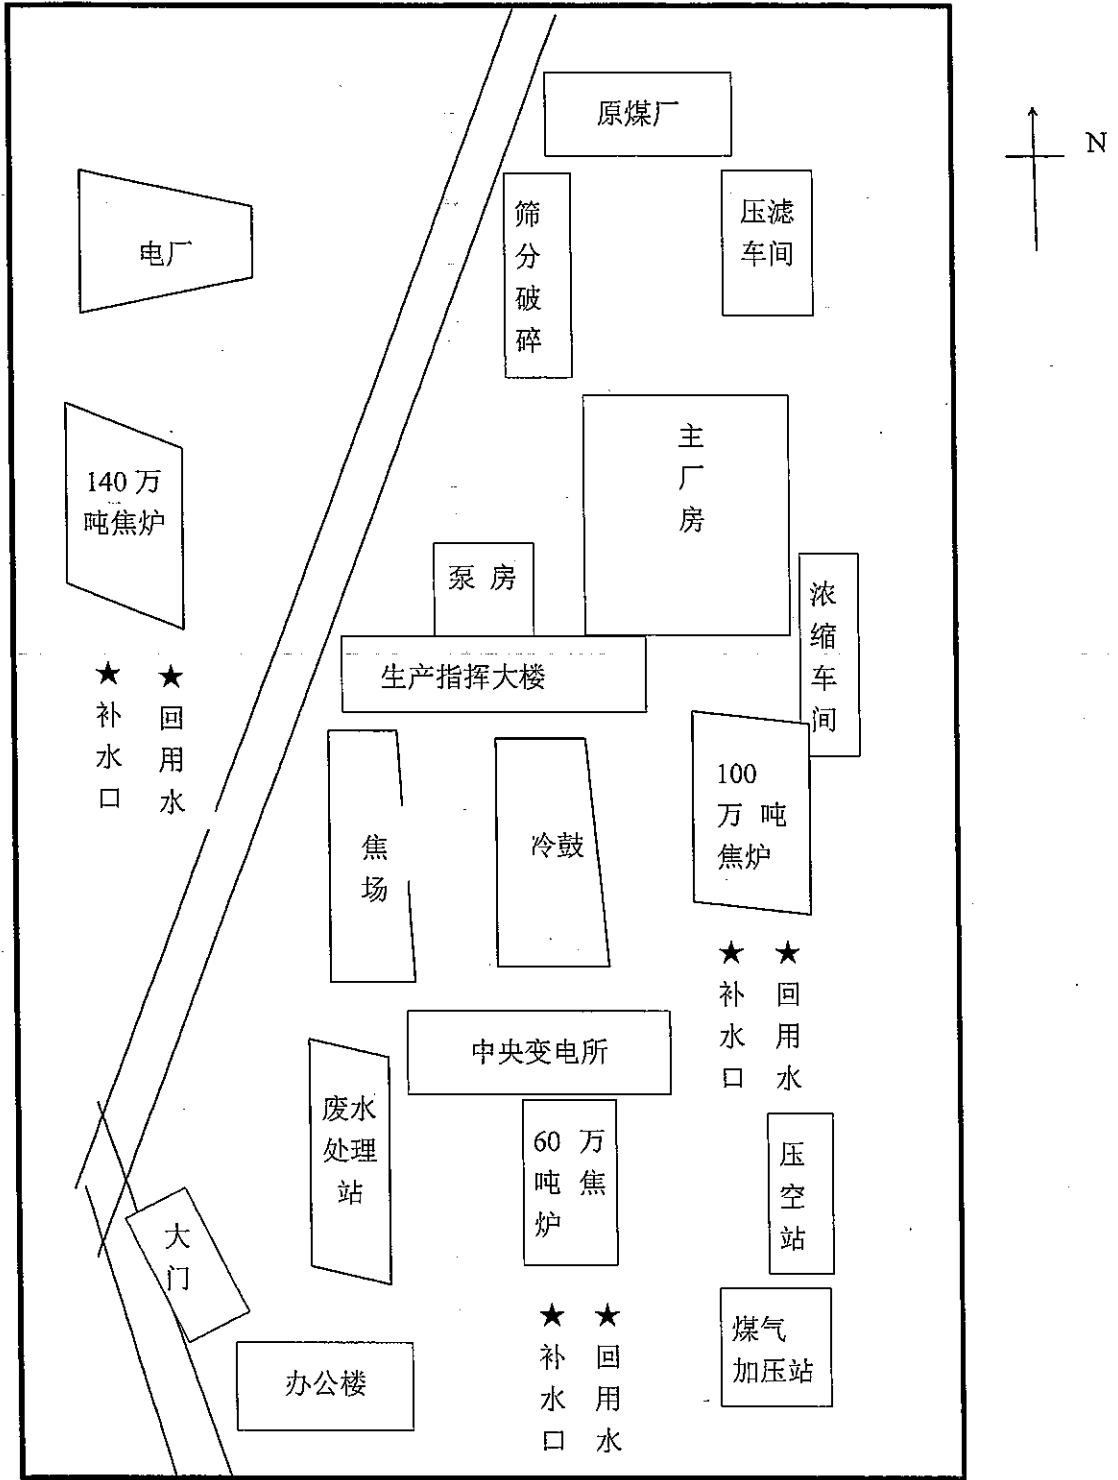 原煤厂
N
筛
分
破
碎
压滤
车间
电厂
主
厂
房
140 万
吨焦炉
泵 房
浓
缩
车
间
生产指挥大楼
★
补
水
口
★
回
用
水
100
万 吨
焦炉
焦
场
冷鼓
★
补
水
口
★
回
用
水
中央变电所
废水
处理
站
60 万
吨 焦
炉
压
空
站
大
门
★
补
水
口
★
回
用
水
煤气
加压站
办公楼